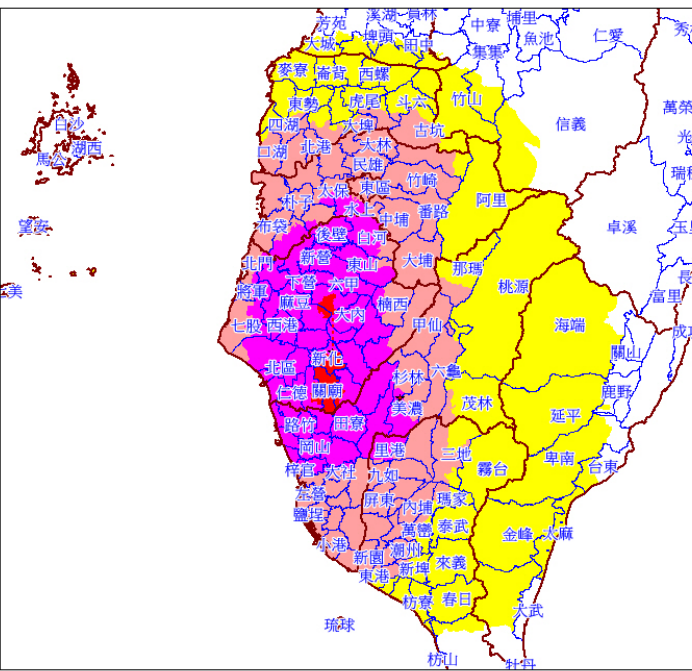 芳苑 溪湖 員林 中寮 埔里 仁愛
大城 埤頭 田中 集集 魚池
麥寮 崙背 西螺 竹山
東勢 虎尾 斗六 信義 萬榮
四湖 大埤 古坑 光
白沙 口湖 北港 大林
馬公 湖西 民雄
太保 東區 竹崎 瑞穗
朴子 水上 中埔 番路 阿里
望安 布袋 後壁 白河 卓溪
美 北門 新營 東山 大埔 那瑪
將軍 下營 六甲 桃源 長
麻豆 大內 楠西 富里
七股 西港 甲仙 海端
新化 關山
北區 杉林 六龜
仁德 關廟 美濃 茂林 鹿野
路竹 田寮 延平
岡山 里港 三地 卑南
梓官 大社 九如 霧台 台東
左營 屏東 內埔 瑪家
鹽埕 萬巒 泰武 金峰 太麻
小港 新園 潮州 來義
東港 新埤
枋寮 春日 大武
琉球
枋山 牡丹